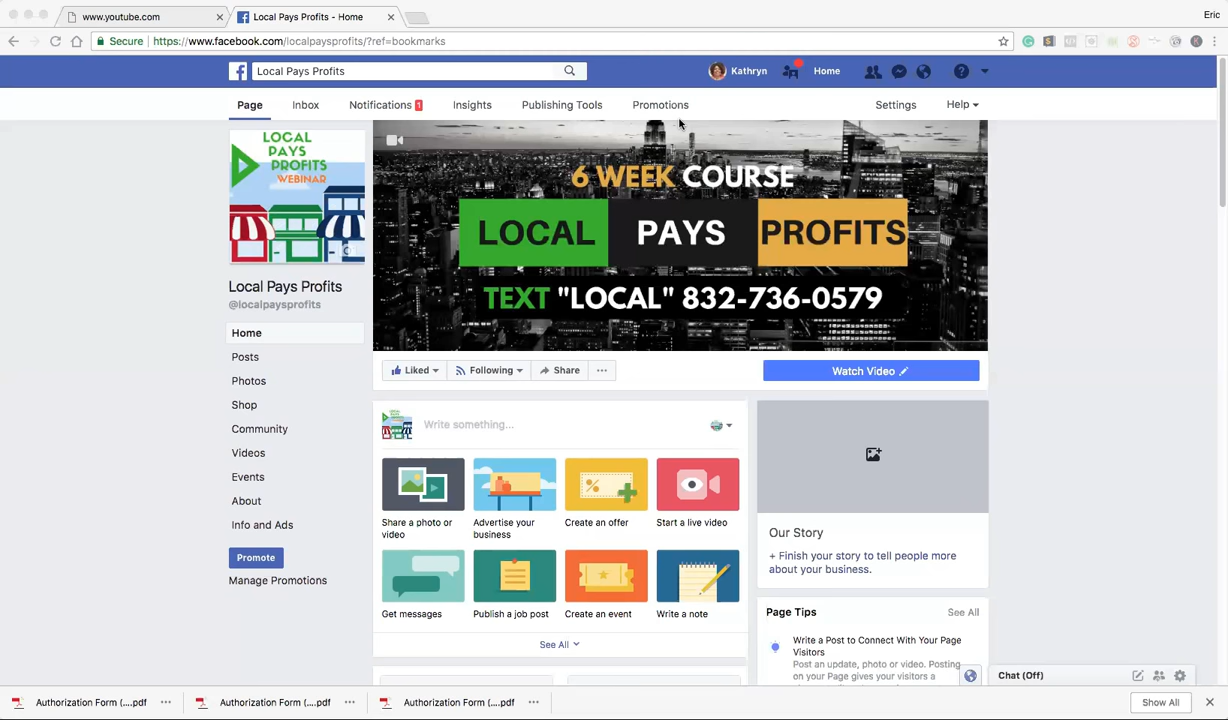 www.youtube.com
Local Pays Profits - Home
Eric
Secure
https://www.facebook.com/localpaysprofits/?ref=bookmarks
Local Pays Profits
Kathryn
Home
Page
Inbox
Notifications 1
Insights
Publishing Tools
Promotions
Settings
Help
LOCAL
PAYS
PROFITS
WEBINAR
6 WEEK COURSE
LOCAL PAYS PROFITS
TEXT "LOCAL" 832-736-0579
Local Pays Profits
@localpaysprofits
Home
Posts
Photos
Shop
Community
Videos
Events
About
Info and Ads
Promote
Manage Promotions
Liked
Following
Share
Watch Video
Write something...
Share a photo or
video
Advertise your
business
Create an offer
Start a live video
Get messages
Publish a job post
Create an event
Write a note
See All
Our Story
+ Finish your story to tell people more
about your business.
Page Tips
See All
Write a Post to Connect With Your Page
Visitors
Post an update, photo or video. Posting
on your Page gives your visitors a
Chat (Off)
Authorization Form (....pdf
Authorization Form (....pdf
Authorization Form (....pdf
Show All